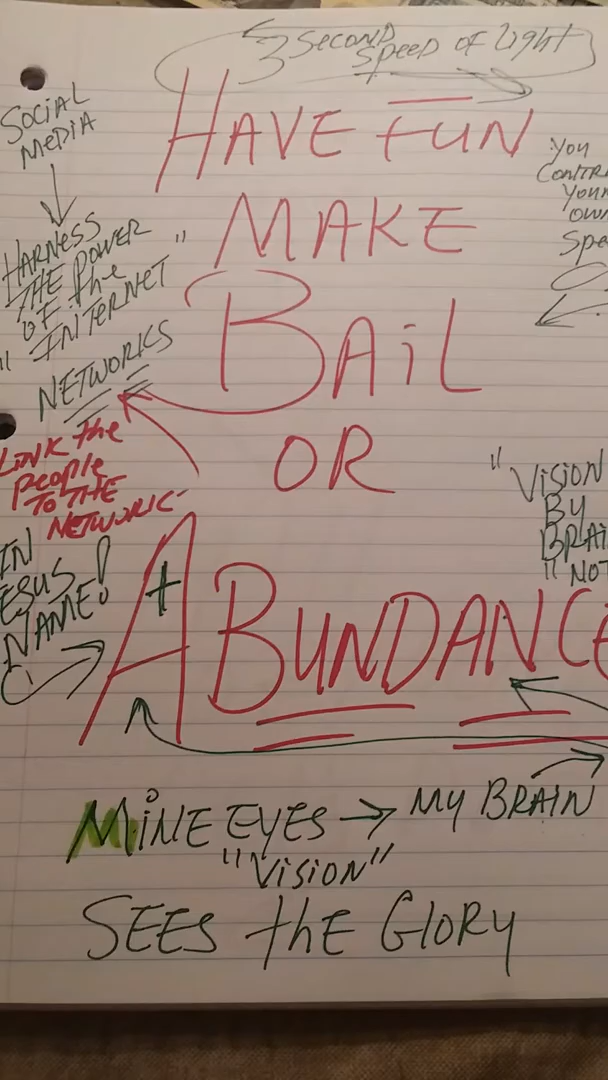 3 SECOND
SPEED OF LIGHT
HAVE FUN
MAKE
BAIL
OR
ABUNDANCE
SOCIAL
MEDIA
HARNESS
THE POWER
OF the
"INTERNET"
NETWORKS
LINK the
People
TO THE
NETWORK
IN
ESUS
NAME!
+
YOU
CONTR
YOUR
OWN
Spe
"VISION
BY
BRAI
"NOT
MINE EYES → MY BRAIN
"VISION"
SEES the GLORY